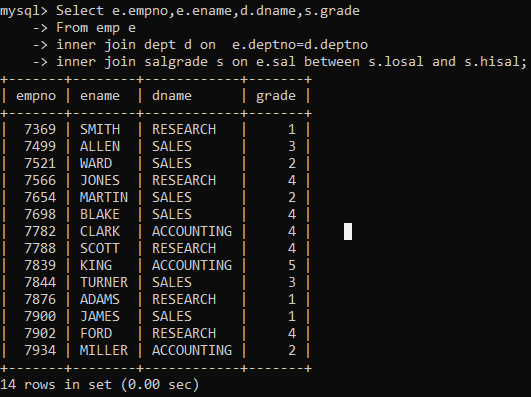 mysql> Select e.empno,e.ename,d.dname,s.grade
    -> From emp e
    -> inner join dept d on  e.deptno=d.deptno
    -> inner join salgrade s on e.sal between s.losal and s.hisal;
+-------+--------+------------+-------+
| empno | ename  | dname      | grade |
+-------+--------+------------+-------+
|  7369 | SMITH  | RESEARCH   |     1 |
|  7499 | ALLEN  | SALES      |     3 |
|  7521 | WARD   | SALES      |     2 |
|  7566 | JONES  | RESEARCH   |     4 |
|  7654 | MARTIN | SALES      |     2 |
|  7698 | BLAKE  | SALES      |     4 |
|  7782 | CLARK  | ACCOUNTING |     4 |
|  7788 | SCOTT  | RESEARCH   |     4 |
|  7839 | KING   | ACCOUNTING |     5 |
|  7844 | TURNER | SALES      |     3 |
|  7876 | ADAMS  | RESEARCH   |     1 |
|  7900 | JAMES  | SALES      |     1 |
|  7902 | FORD   | RESEARCH   |     4 |
|  7934 | MILLER | ACCOUNTING |     2 |
+-------+--------+------------+-------+
14 rows in set (0.00 sec)